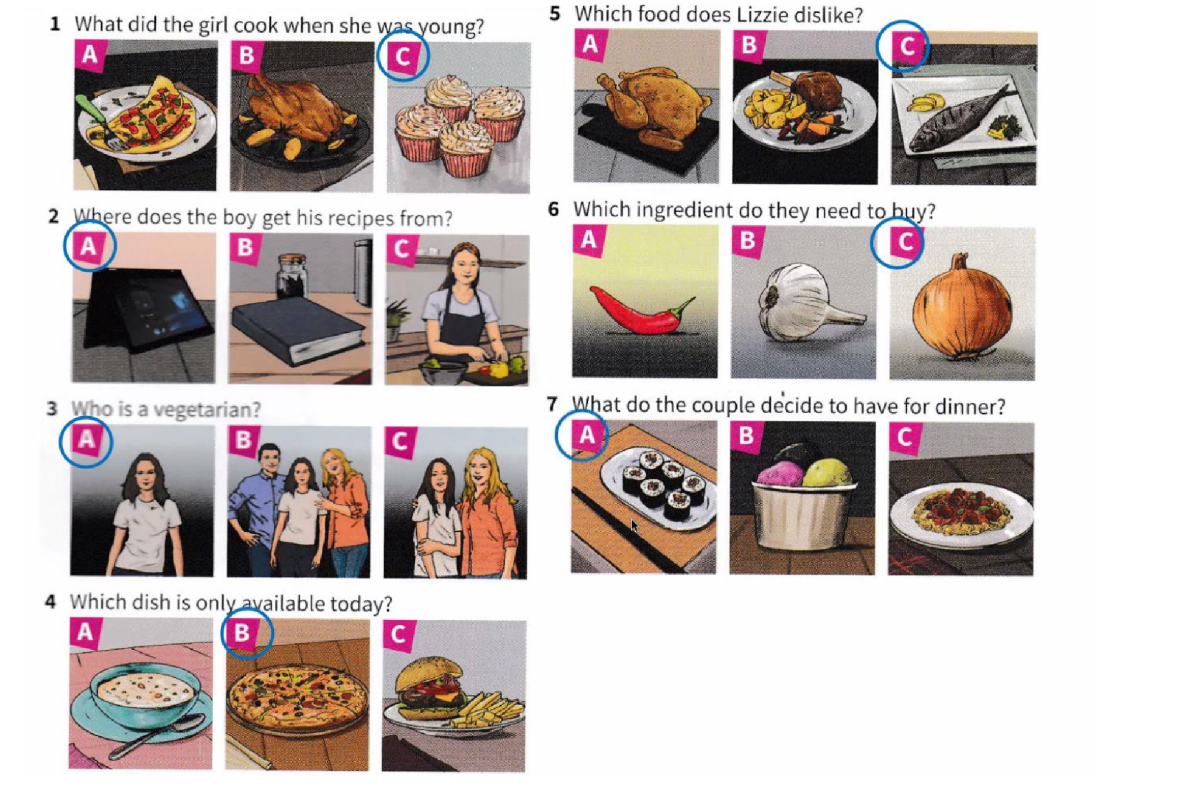 1 What did the girl cook when she was young?
A B C
2 Where does the boy get his recipes from?
A B C
3 Who is a vegetarian?
A B C
4 Which dish is only available today?
A B C
5 Which food does Lizzie dislike?
A B C
6 Which ingredient do they need to buy?
A B C
7 What do the couple decide to have for dinner?
A B C